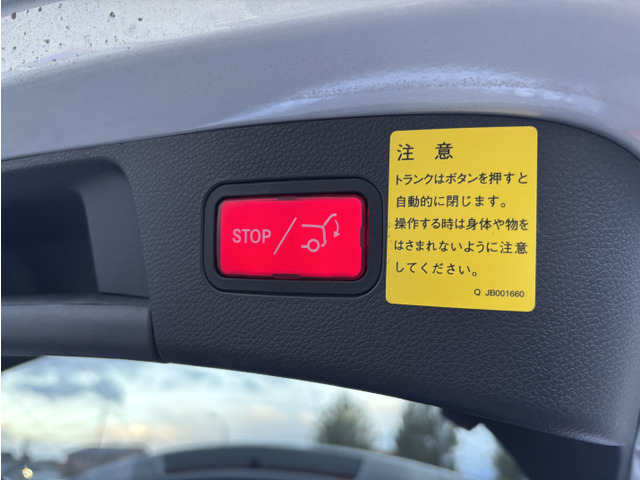 STOP
注 意
トランクはボタンを押すと
自動的に閉じます。
操作する時は身体や物を
はさまれないように注意
してください。
Q JB001660